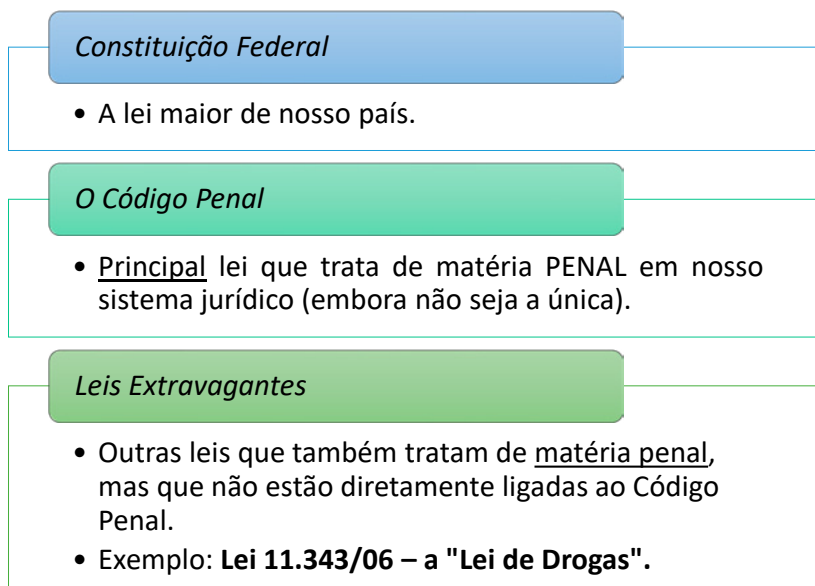 Constituição Federal
• A lei maior de nosso país.
O Código Penal
• Principal lei que trata de matéria PENAL em nosso
sistema jurídico (embora não seja a única).
Leis Extravagantes
• Outras leis que também tratam de matéria penal,
mas que não estão diretamente ligadas ao Código
Penal.
• Exemplo: Lei 11.343/06 – a "Lei de Drogas".